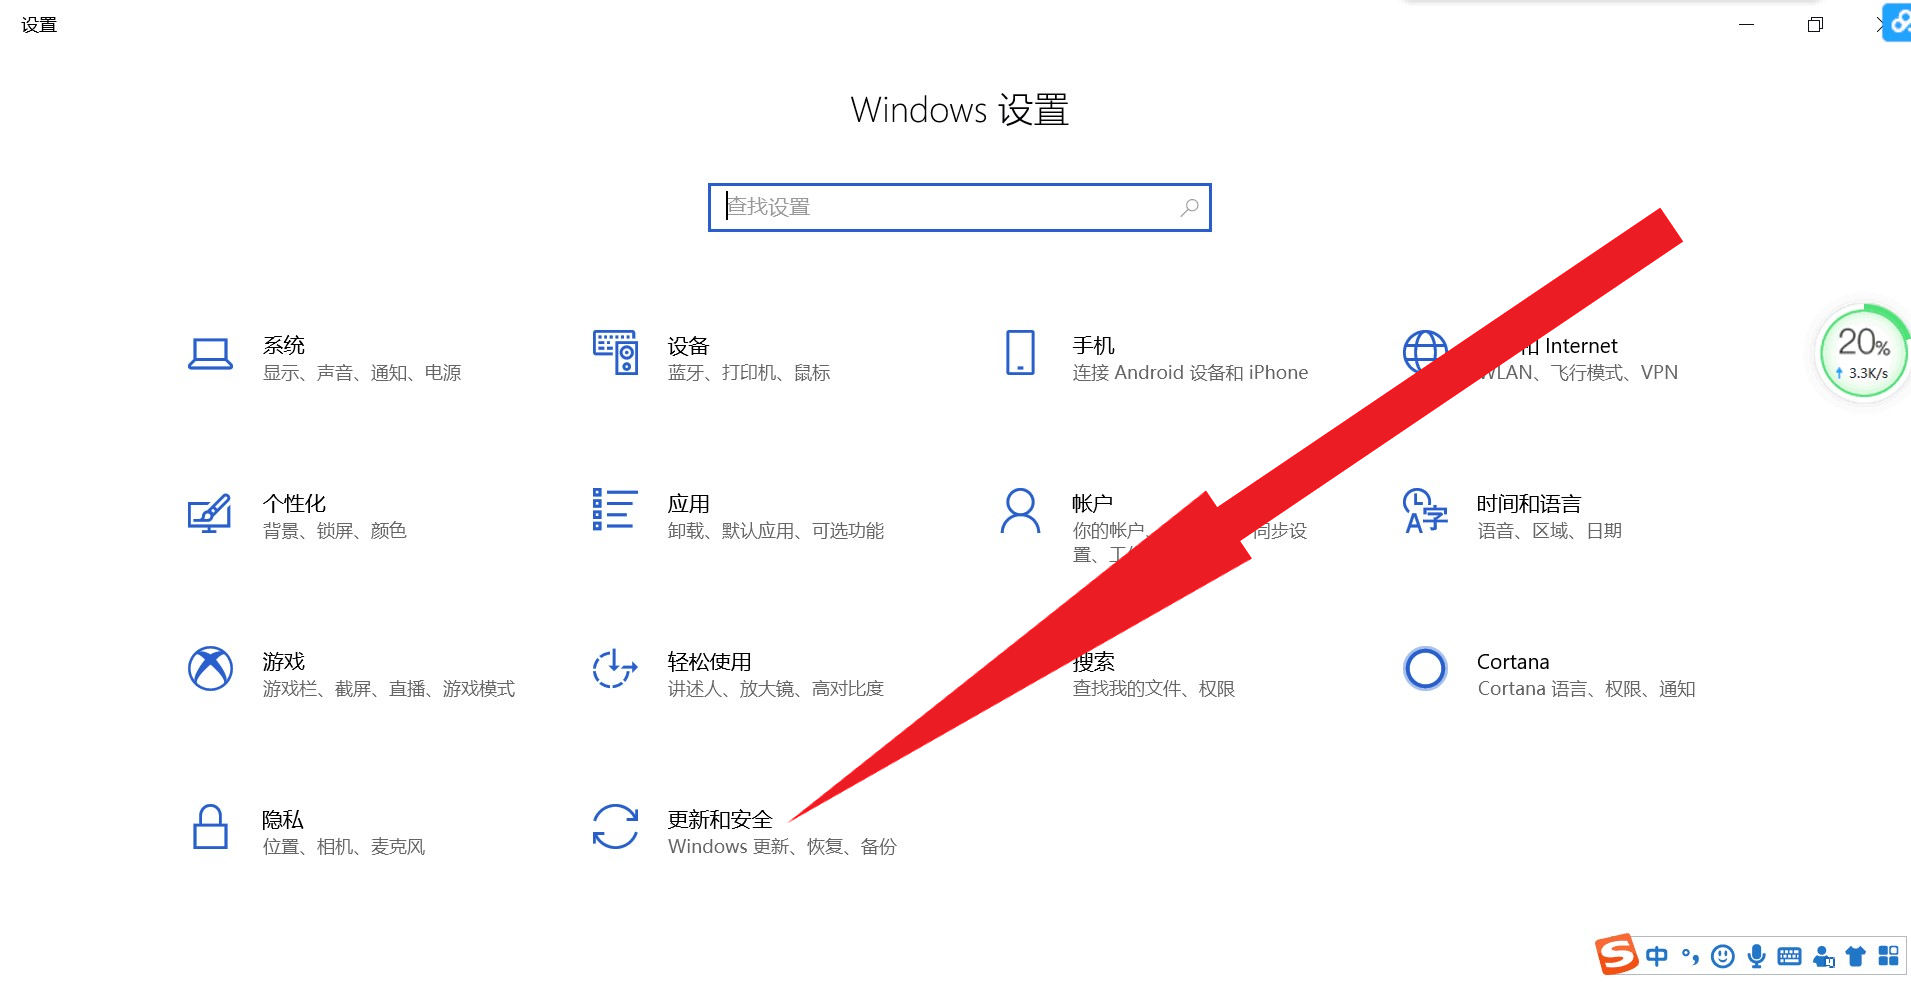 设置
Windows 设置
查找设置
系统
显示、声音、通知、电源
设备
蓝牙、打印机、鼠标
手机
连接 Android 设备和 iPhone
和 Internet
WLAN、飞行模式、VPN
20%
3.3K/s
个性化
背景、锁屏、颜色
应用
卸载、默认应用、可选功能
帐户
你的帐户、 同步设
置、工
时间和语言
语音、区域、日期
游戏
游戏栏、截屏、直播、游戏模式
轻松使用
讲述人、放大镜、高对比度
搜索
查找我的文件、权限
Cortana
Cortana 语言、权限、通知
隐私
位置、相机、麦克风
更新和安全
Windows 更新、恢复、备份
中